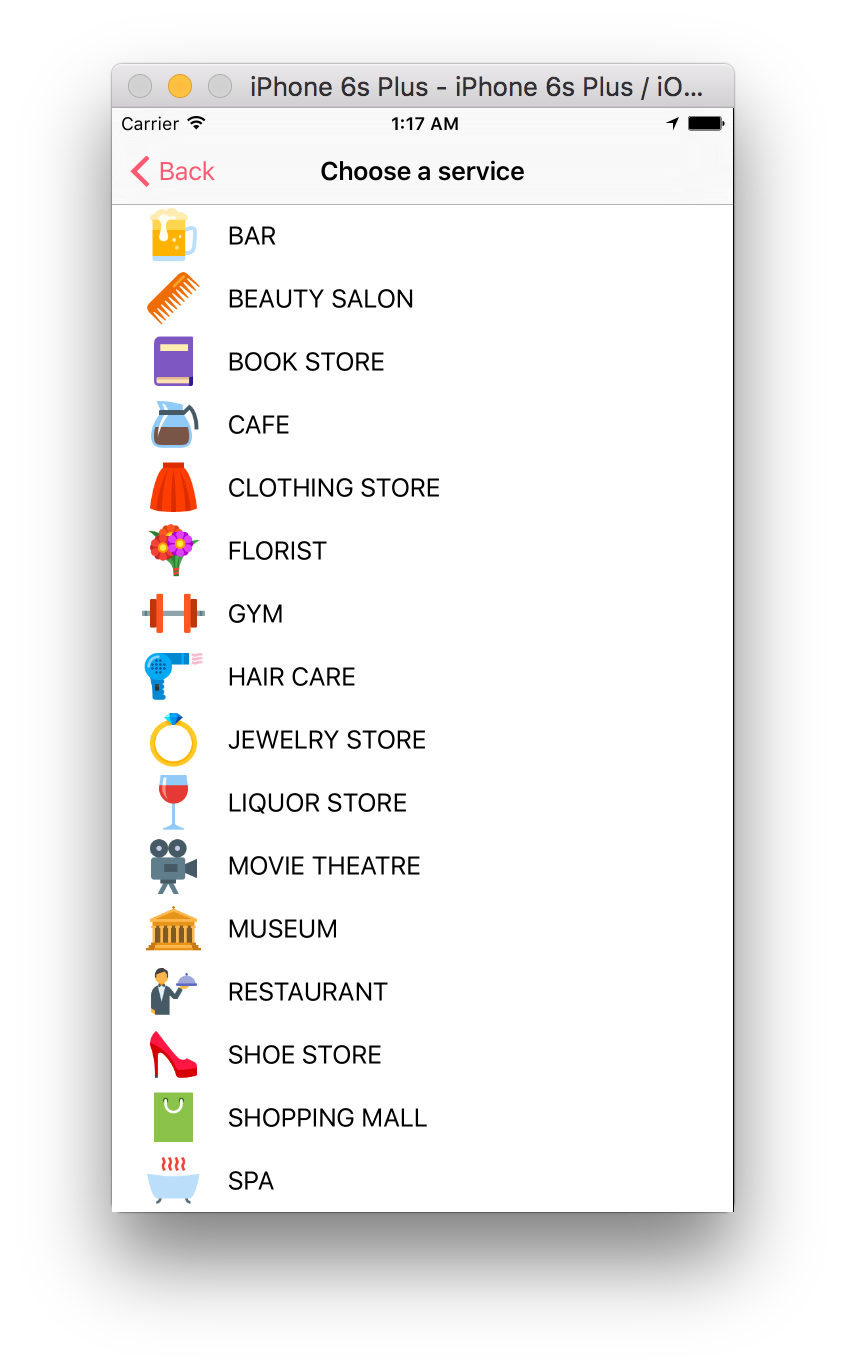 iPhone 6s Plus - iPhone 6s Plus / iO...
Carrier 1:17 AM
Back Choose a service
BAR
BEAUTY SALON
BOOK STORE
CAFE
CLOTHING STORE
FLORIST
GYM
HAIR CARE
JEWELRY STORE
LIQUOR STORE
MOVIE THEATRE
MUSEUM
RESTAURANT
SHOE STORE
SHOPPING MALL
SPA